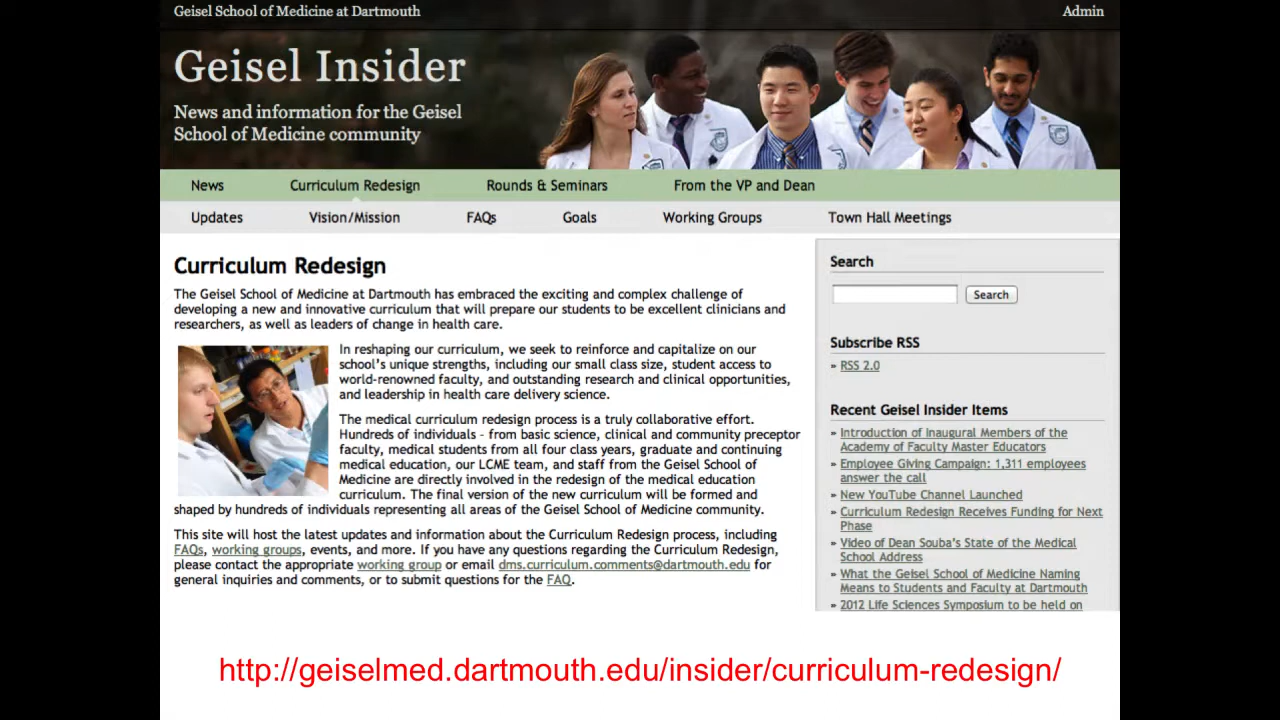 Geisel School of Medicine at Dartmouth
Admin
Geisel Insider
News and information for the Geisel
School of Medicine community
News
Curriculum Redesign
Rounds & Seminars
From the VP and Dean
Updates
Vision/Mission
FAQs
Goals
Working Groups
Town Hall Meetings
Curriculum Redesign
The Geisel School of Medicine at Dartmouth has embraced the exciting and complex challenge of
developing a new and innovative curriculum that will prepare our students to be excellent clinicians and
researchers, as well as leaders of change in health care.
In reshaping our curriculum, we seek to reinforce and capitalize on our
school's unique strengths, including our small class size, student access to
world-renowned faculty, and outstanding research and clinical opportunities,
and leadership in health care delivery science.
The medical curriculum redesign process is a truly collaborative effort.
Hundreds of individuals - from basic science, clinical and community preceptor
faculty, medical students from all four class years, graduate and continuing
medical education, our LCME team, and staff from the Geisel School of
Medicine are directly involved in the redesign of the medical education
curriculum. The final version of the new curriculum will be formed and
shaped by hundreds of individuals representing all areas of the Geisel School of Medicine community.
This site will host the latest updates and information about the Curriculum Redesign process, including
FAQs, working groups, events, and more. If you have any questions regarding the Curriculum Redesign,
please contact the appropriate working group or email dms.curriculum.comments@dartmouth.edu for
general inquiries and comments, or to submit questions for the FAQ.
Search
Search
Subscribe RSS
» RSS 2.0
Recent Geisel Insider Items
» Introduction of Inaugural Members of the
Academy of Faculty Master Educators
» Employee Giving Campaign: 1,311 employees
answer the call
» New YouTube Channel Launched
» Curriculum Redesign Receives Funding for Next
Phase
» Video of Dean Souba's State of the Medical
School Address
» What the Geisel School of Medicine Naming
Means to Students and Faculty at Dartmouth
» 2012 Life Sciences Symposium to be held on
http://geiselmed.dartmouth.edu/insider/curriculum-redesign/